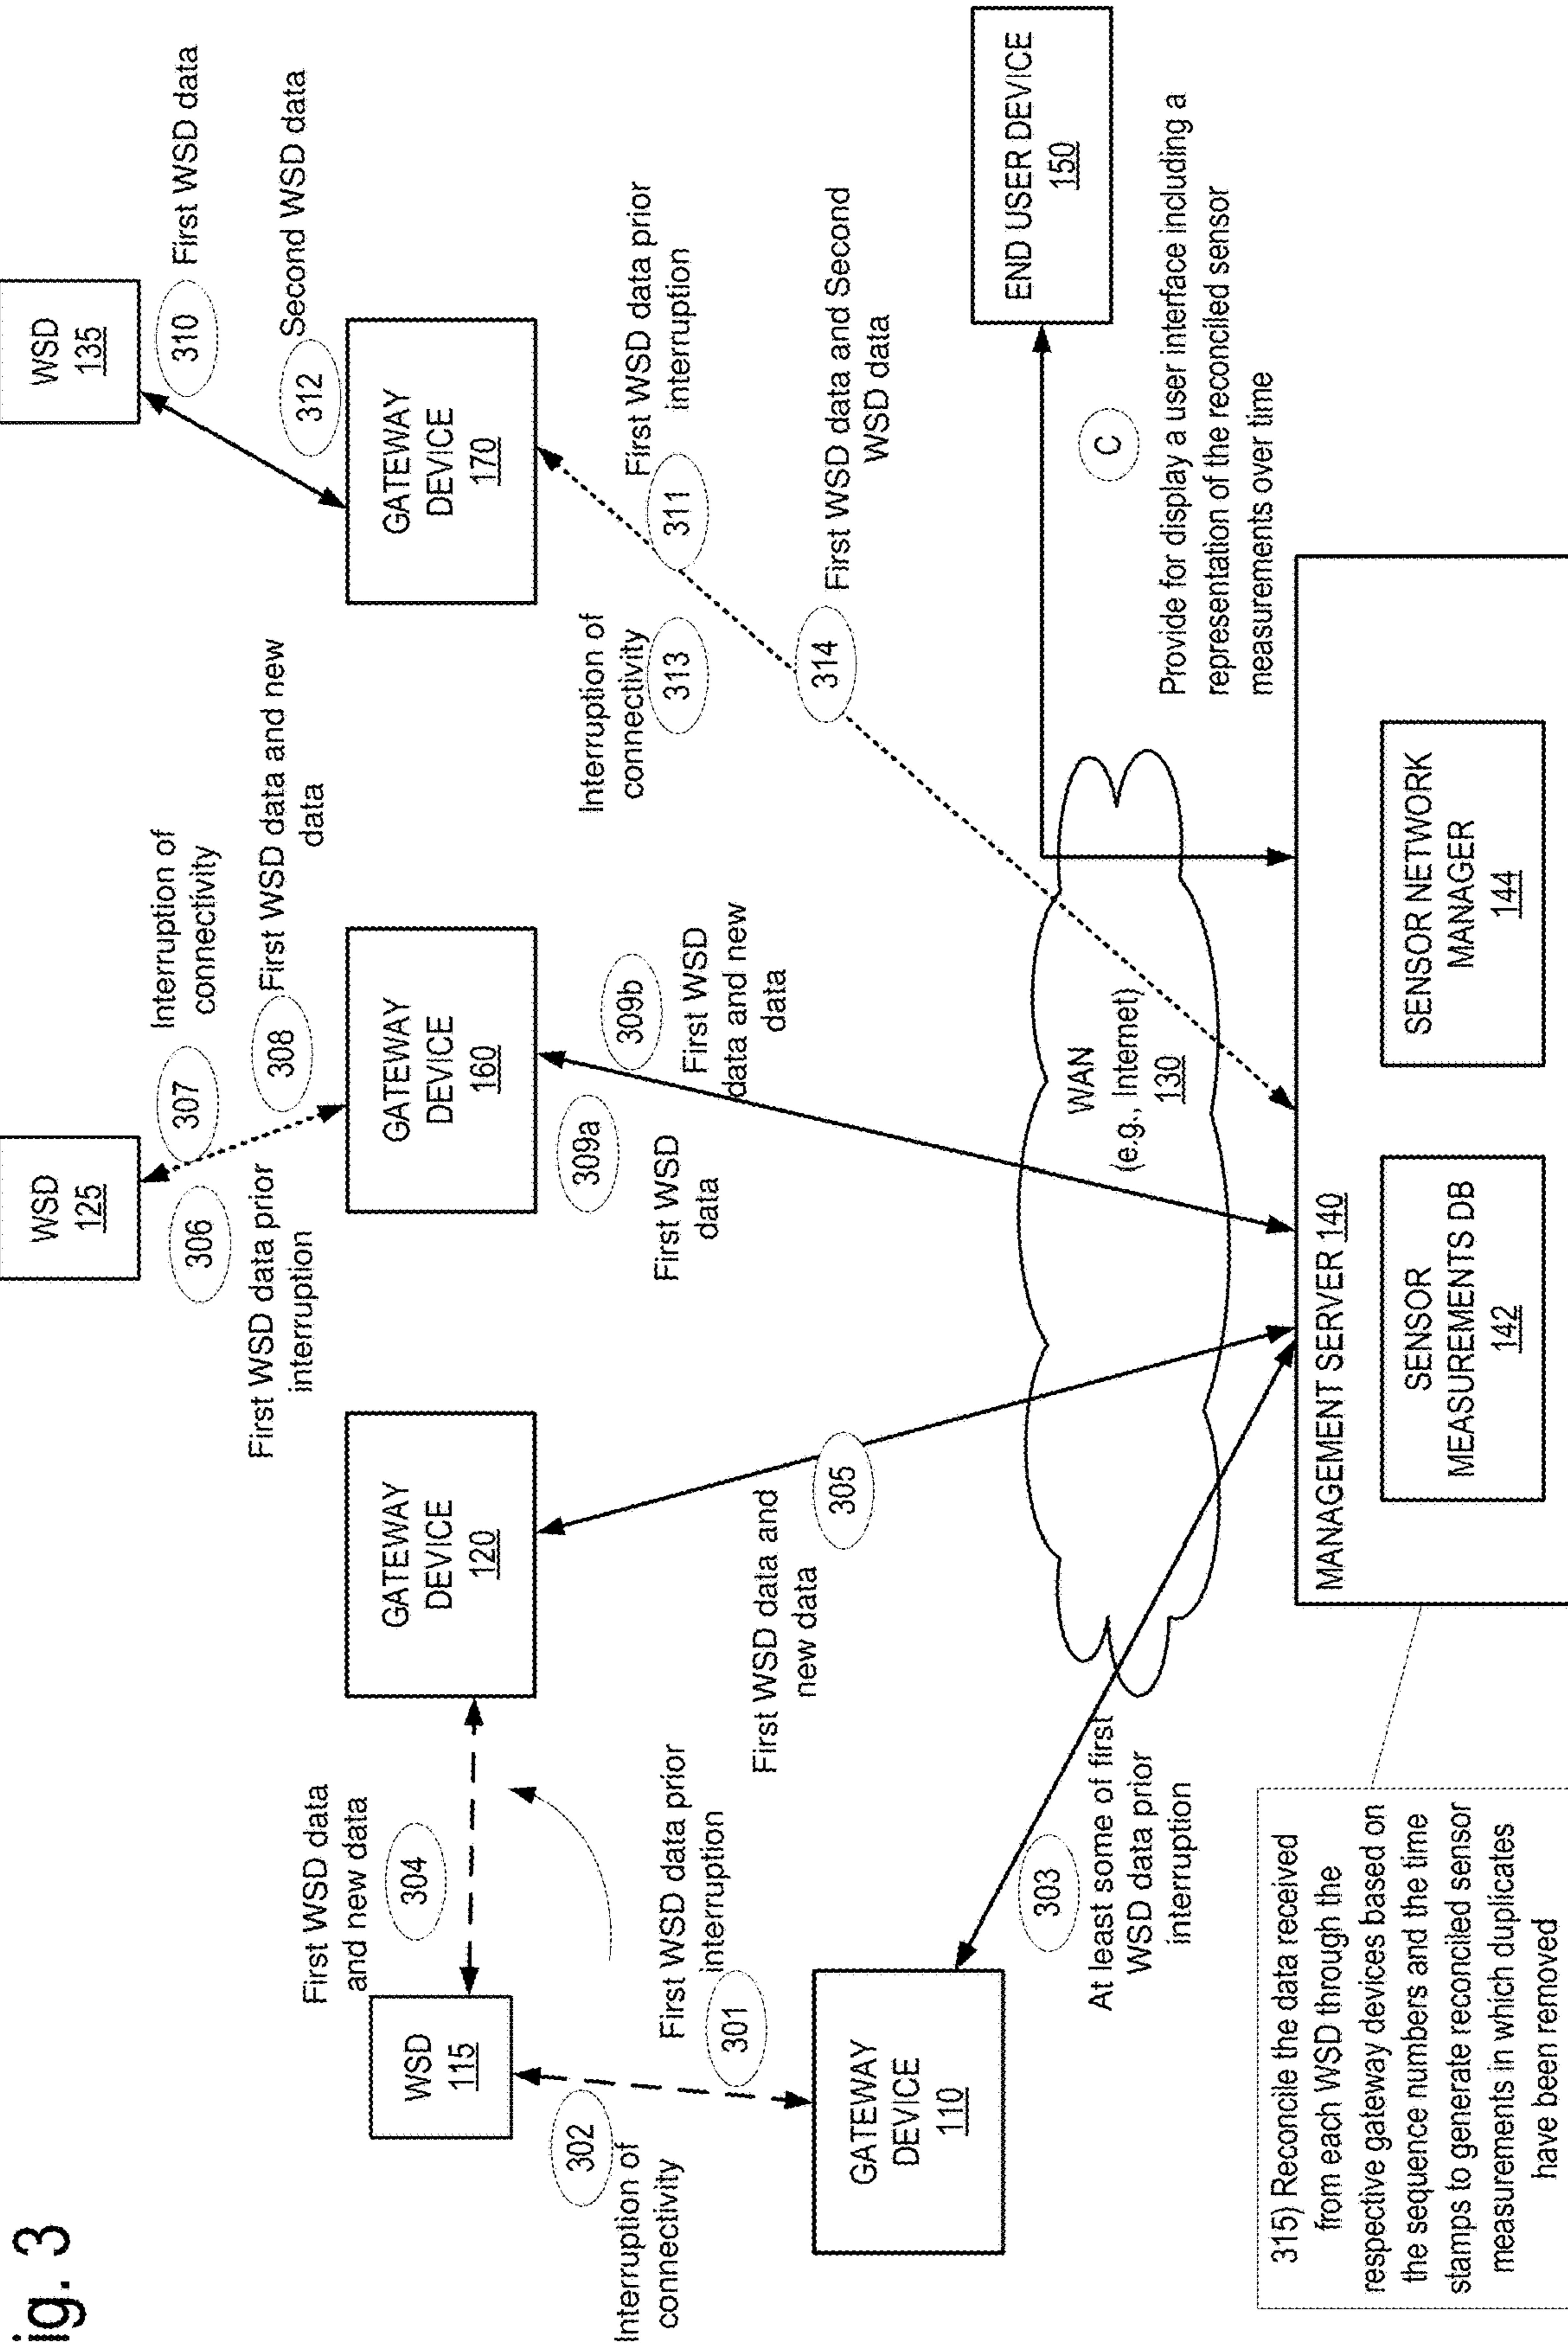 ig. 3
WSD
115
302
Interruption of
connectivity
First WSD data prior
interruption
301
GATEWAY
DEVICE
110
First WSD data
and new data
304
GATEWAY
DEVICE
120
303
At least some of first
WSD data prior
interruption
First WSD data and
new data
305
WSD
125
306
First WSD data prior
interruption
307
Interruption of
connectivity
308
First WSD data and new
data
GATEWAY
DEVICE
160
309a
First WSD
data
309b
First WSD
data and new
data
WSD
135
310
First WSD data
312
Second WSD data
GATEWAY
DEVICE
170
311
First WSD data prior
interruption
Interruption of
connectivity
313
314
First WSD data and Second
WSD data
WAN
(e.g., Internet)
130
END USER DEVICE
150
C
Provide for display a user interface including a
representation of the reconciled sensor
measurements over time
MANAGEMENT SERVER 140
SENSOR
MEASUREMENTS DB
142
SENSOR NETWORK
MANAGER
144
315) Reconcile the data received
from each WSD through the
respective gateway devices based on
the sequence numbers and the time
stamps to generate reconciled sensor
measurements in which duplicates
have been removed